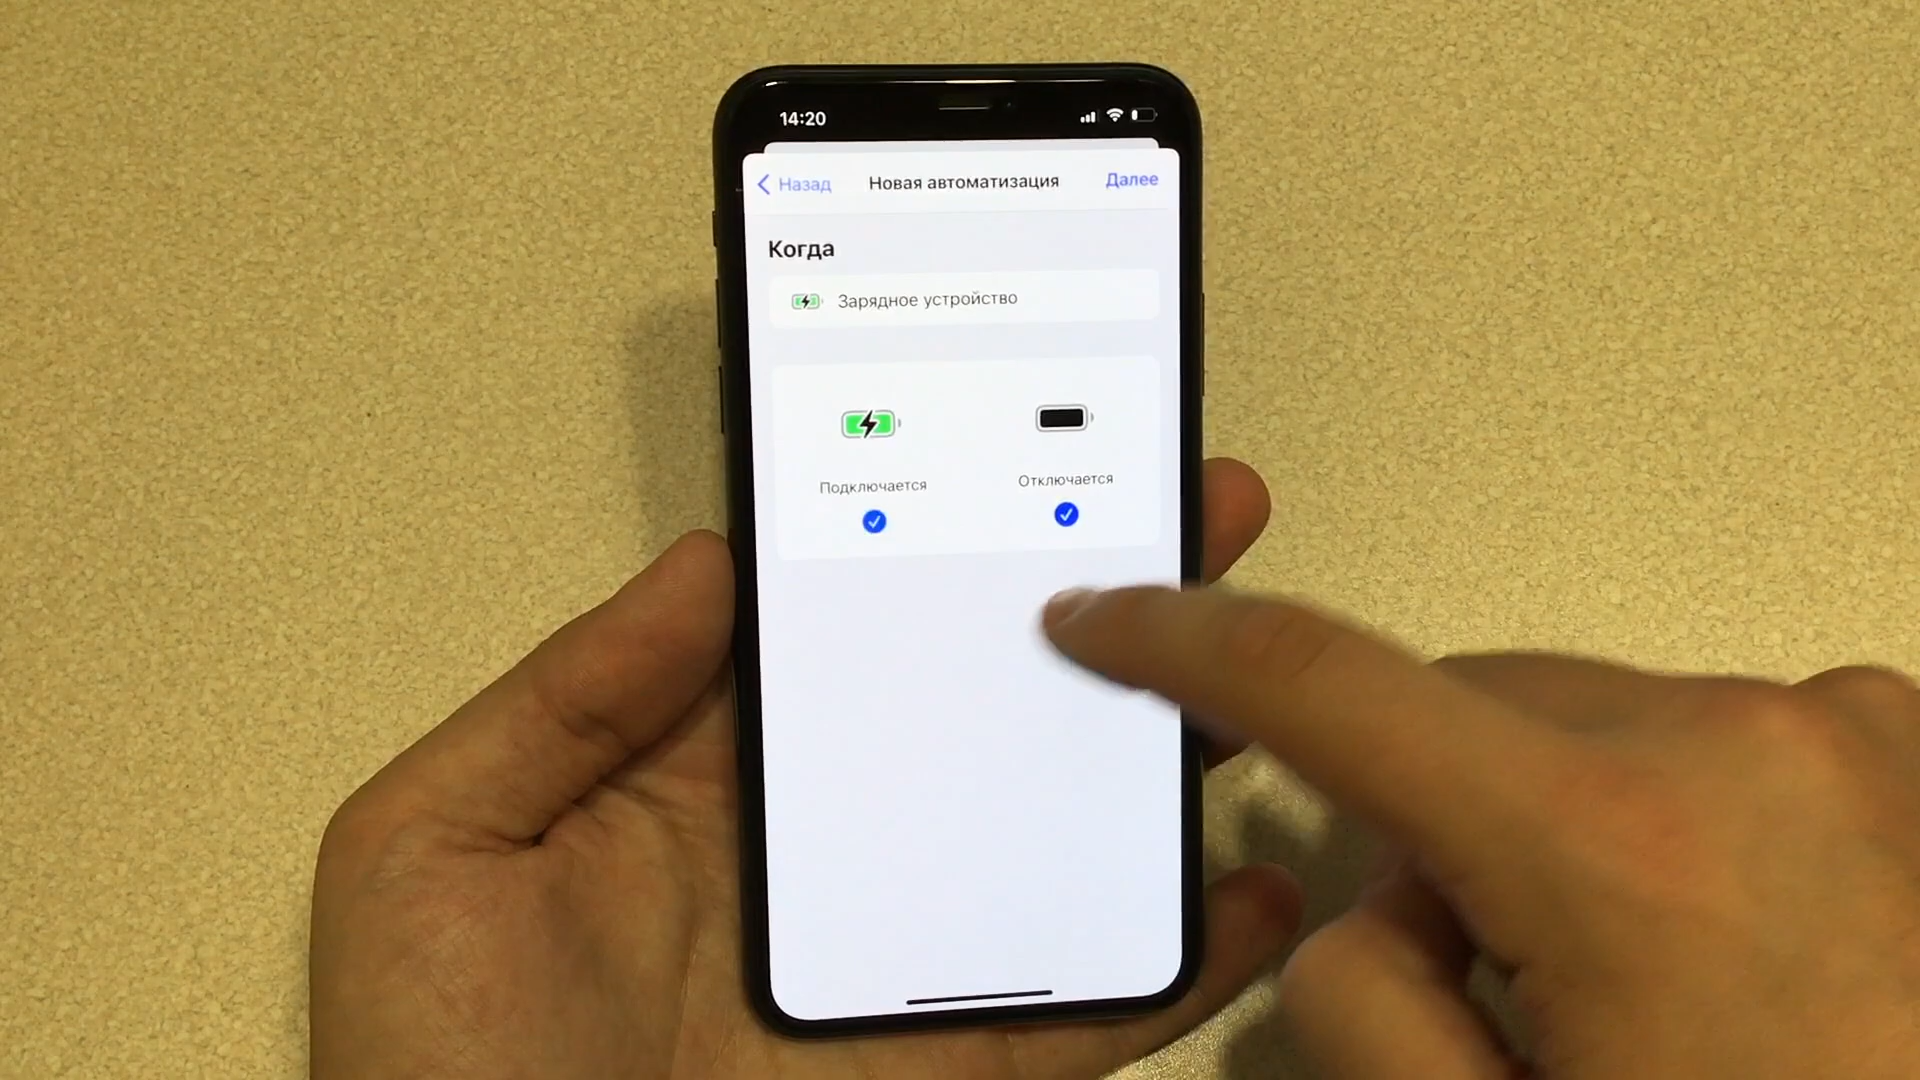 14:20
Назад
Новая автоматизация
Далее
Когда
Зарядное устройство
Подключается
Отключается